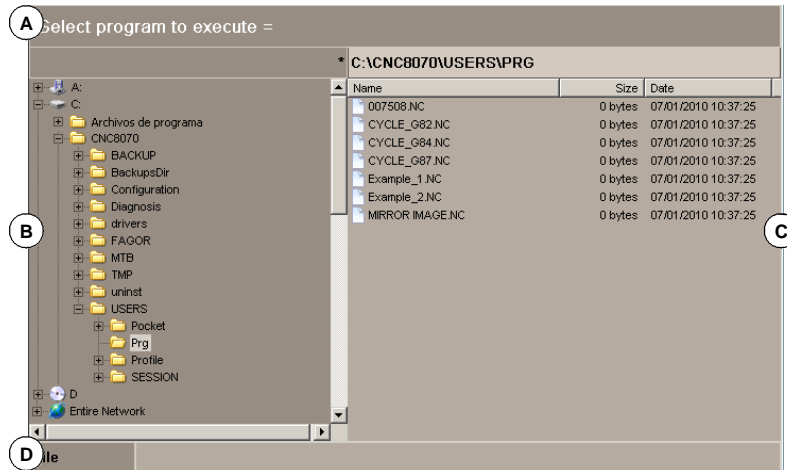 A
Select program to execute =
* C:\CNC8070\USERS\PRG
A:
C:
Archivos de programa
CNC8070
BACKUP
BackupsDir
Configuration
Diagnosis
drivers
FAGOR
MTB
TMP
uninst
USERS
Pocket
Prg
Profile
SESSION
D
Entire Network
B
Name Size Date
007508.NC 0 bytes 07/01/2010 10:37:25
CYCLE_G82.NC 0 bytes 07/01/2010 10:37:25
CYCLE_G84.NC 0 bytes 07/01/2010 10:37:25
CYCLE_G87.NC 0 bytes 07/01/2010 10:37:25
Example_1.NC 0 bytes 07/01/2010 10:37:25
Example_2.NC 0 bytes 07/01/2010 10:37:25
MIRROR IMAGE.NC 0 bytes 07/01/2010 10:37:25
C
D
ile